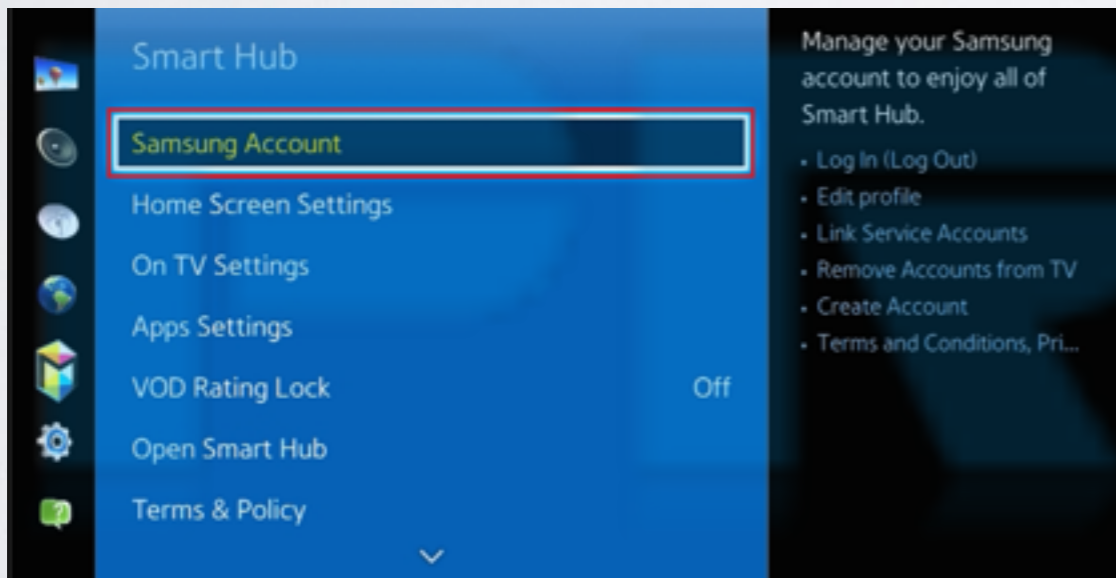 Smart Hub
Samsung Account
Home Screen Settings
On TV Settings
Apps Settings
VOD Rating Lock Off
Open Smart Hub
Terms & Policy
Manage your Samsung
account to enjoy all of
Smart Hub.
• Log In (Log Out)
• Edit profile
• Link Service Accounts
• Remove Accounts from TV
• Create Account
• Terms and Conditions, Pri...